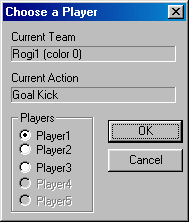 Choose a Player
Current Team
Rogi1 (color 0)
Current Action
Goal Kick
Players
Player1
Player2
Player3
Player4
Player5
OK
Cancel